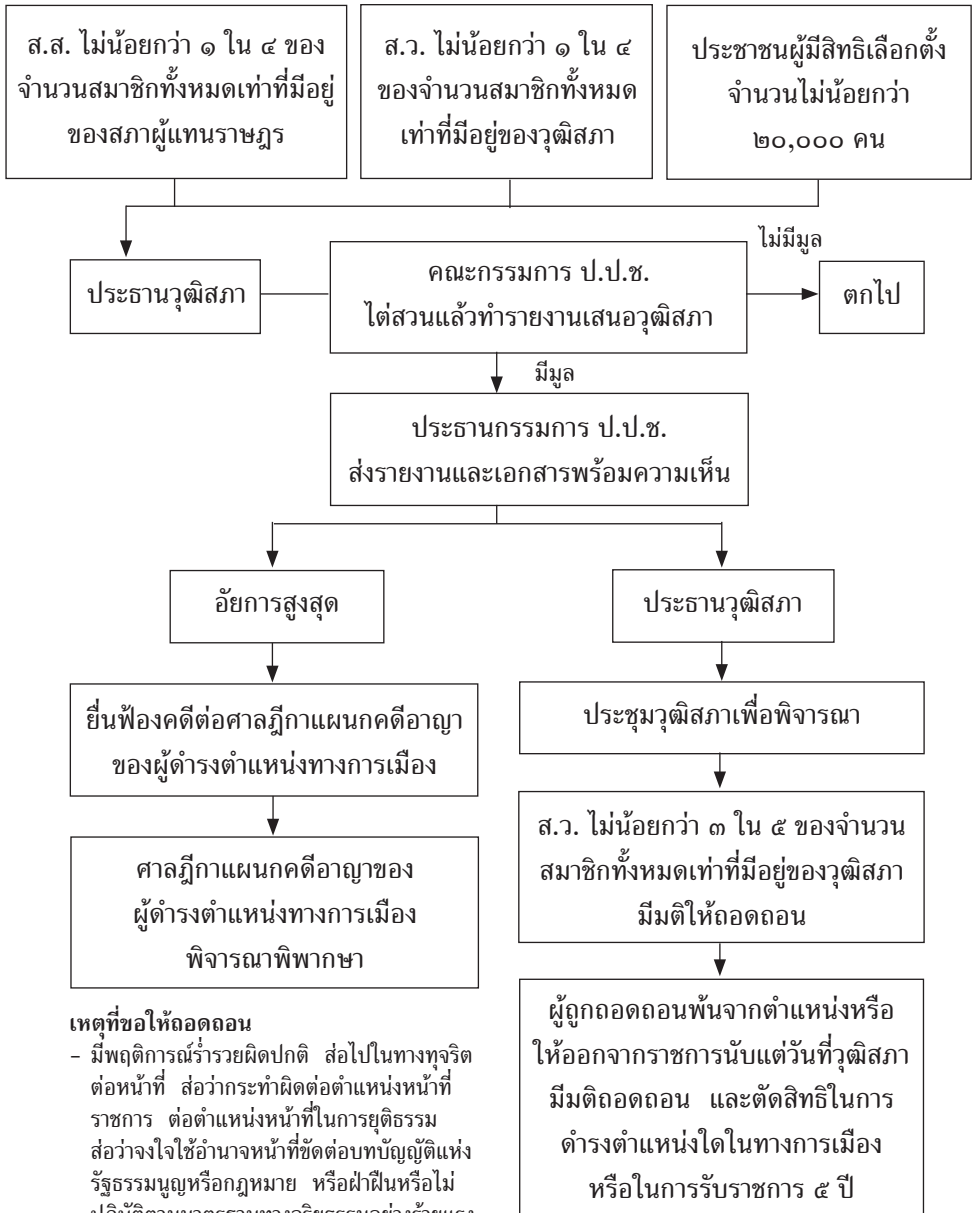 ส.ส. ไม่น้อยกว่า ๑ ใน ๔ ของ
จำนวนสมาชิกทั้งหมดเท่าที่มีอยู่
ของสภาผู้แทนราษฎร
ส.ว. ไม่น้อยกว่า ๑ ใน ๔
ของจำนวนสมาชิกทั้งหมด
เท่าที่มีอยู่ของวุฒิสภา
ประชาชนผู้มีสิทธิเลือกตั้ง
จำนวนไม่น้อยกว่า
๒๐,๐๐๐ คน
ประธานวุฒิสภา
คณะกรรมการ ป.ป.ช.
ไต่สวนแล้วทำรายงานเสนอวุฒิสภา
ไม่มีมูล
ตกไป
มีมูล
ประธานกรรมการ ป.ป.ช.
ส่งรายงานและเอกสารพร้อมความเห็น
อัยการสูงสุด
ประธานวุฒิสภา
ยื่นฟ้องคดีต่อศาลฎีกาแผนกคดีอาญา
ของผู้ดำรงตำแหน่งทางการเมือง
ประชุมวุฒิสภาเพื่อพิจารณา
ศาลฎีกาแผนกคดีอาญาของ
ผู้ดำรงตำแหน่งทางการเมือง
พิจารณาพิพากษา
ส.ว. ไม่น้อยกว่า ๓ ใน ๕ ของจำนวน
สมาชิกทั้งหมดเท่าที่มีอยู่ของวุฒิสภา
มีมติให้ถอดถอน
เหตุที่ขอให้ถอดถอน
- มีพฤติการณ์ร่ำรวยผิดปกติ ส่อไปในทางทุจริต
ต่อหน้าที่ ส่อว่ากระทำผิดต่อตำแหน่งหน้าที่
ราชการ ต่อตำแหน่งหน้าที่ในการยุติธรรม
ส่อว่าจงใจใช้อำนาจหน้าที่ขัดต่อบทบัญญัติแห่ง
รัฐธรรมนูญหรือกฎหมาย หรือฝ่าฝืนหรือไม่
ปฏิบัติตามมาตรฐานทางจริยธรรมอย่างร้ายแรง
ผู้ถูกถอดถอนพ้นจากตำแหน่งหรือ
ให้ออกจากราชการนับแต่วันที่วุฒิสภา
มีมติถอดถอน และตัดสิทธิในการ
ดำรงตำแหน่งใดในทางการเมือง
หรือในการรับราชการ ๕ ปี